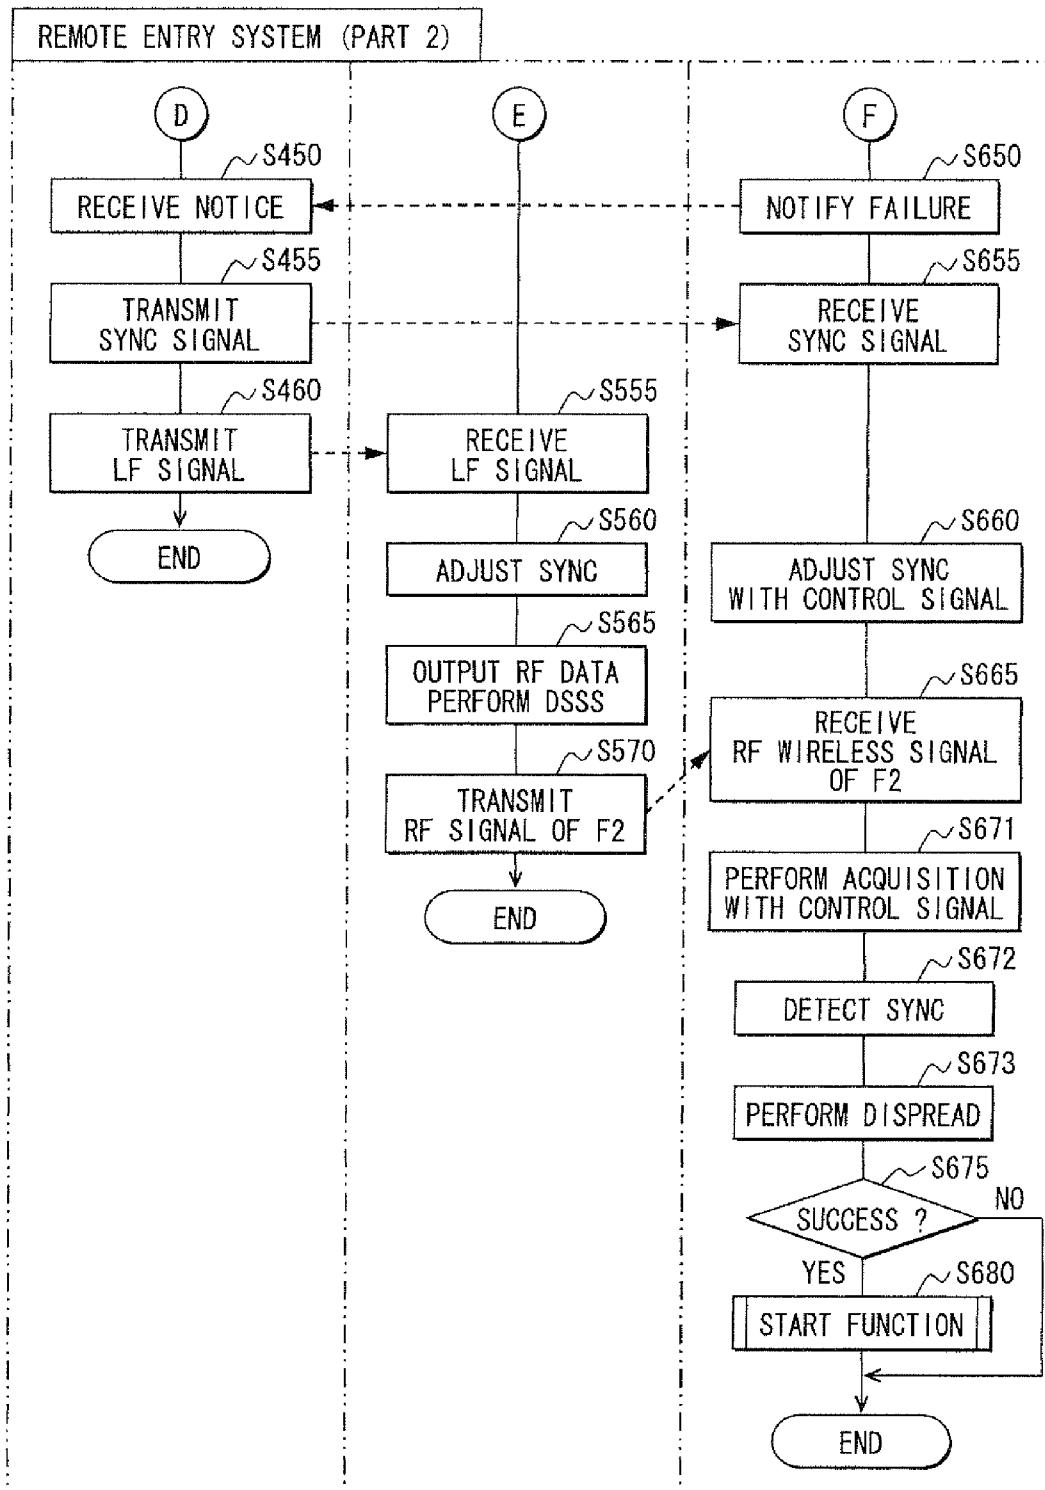 REMOTE ENTRY SYSTEM (PART 2)
D
E
F
S450
RECEIVE NOTICE
S650
NOTIFY FAILURE
S455
TRANSMIT
SYNC SIGNAL
S655
RECEIVE
SYNC SIGNAL
S460
TRANSMIT
LF SIGNAL
S555
RECEIVE
LF SIGNAL
END
S560
ADJUST SYNC
S660
ADJUST SYNC
WITH CONTROL SIGNAL
S565
OUTPUT RF DATA
PERFORM DSSS
S665
RECEIVE
RF WIRELESS SIGNAL
OF F2
S570
TRANSMIT
RF SIGNAL OF F2
END
S671
PERFORM ACQUISITION
WITH CONTROL SIGNAL
S672
DETECT SYNC
S673
PERFORM DISPREAD
S675
SUCCESS ?
NO
YES
S680
START FUNCTION
END